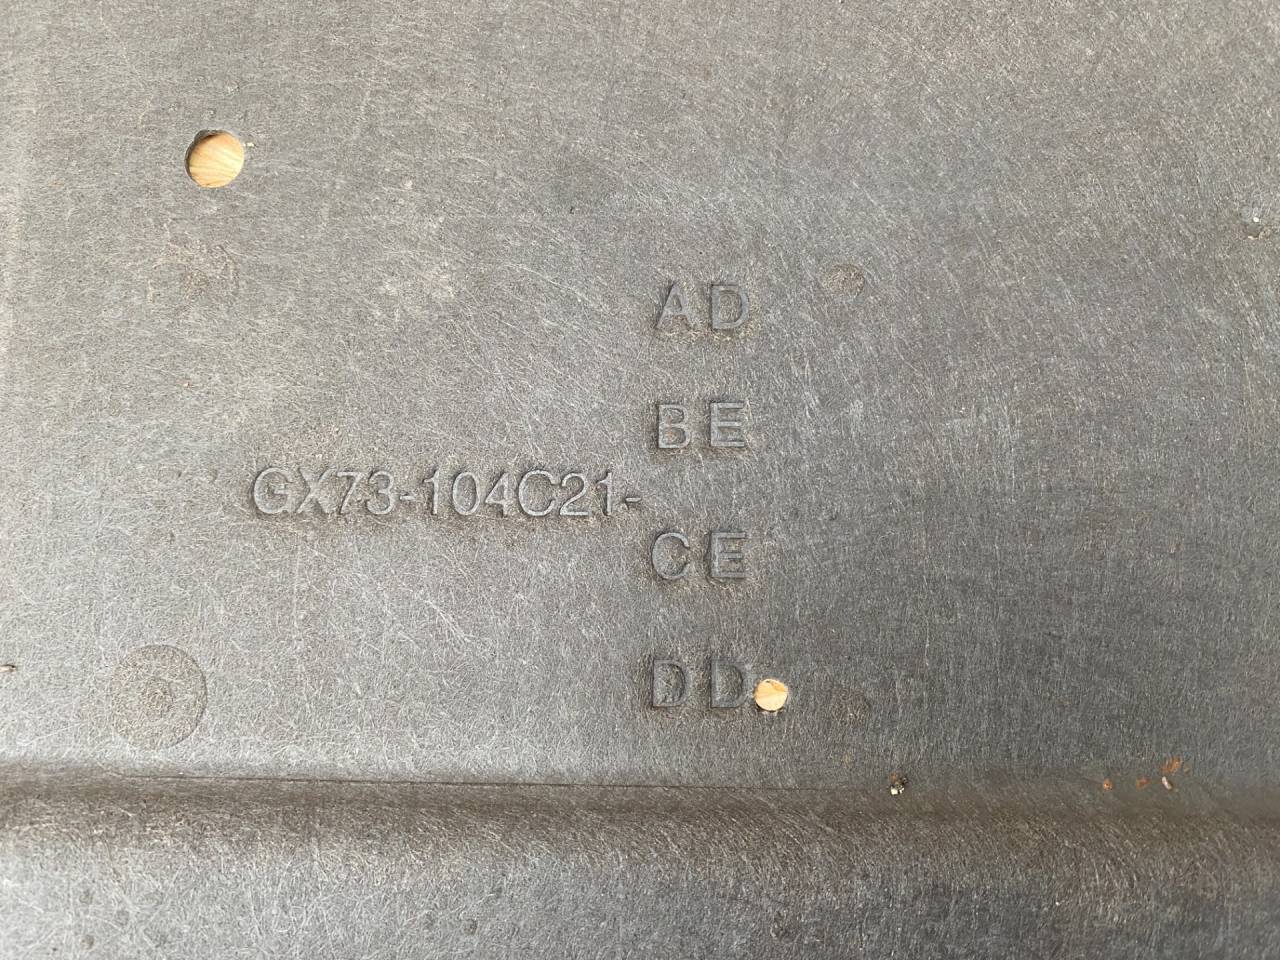 AD
BE
GX73-104C21-
CE
DD